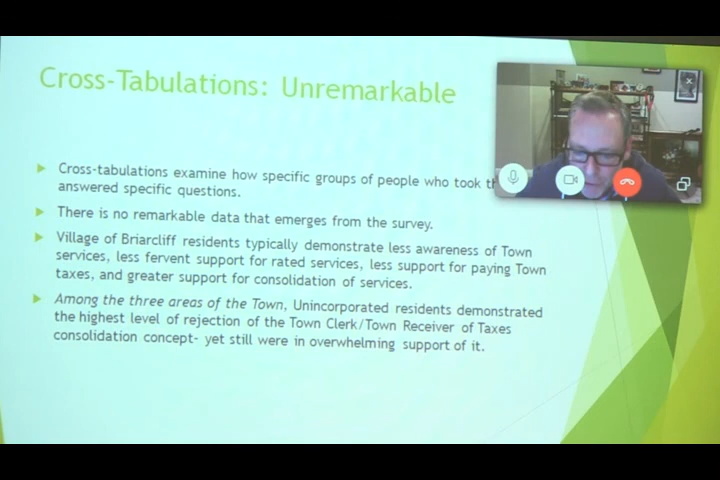 Cross-Tabulations: Unremarkable
Cross-tabulations examine how specific groups of people who took
answered specific questions.
There is no remarkable data that emerges from the survey.
Village of Briarcliff residents typically demonstrate less awareness of Town
services, less fervent support for rated services, less support for paying Town
taxes, and greater support for consolidation of services.
Among the three areas of the Town, Unincorporated residents demonstrated
the highest level of rejection of the Town Clerk/Town Receiver of Taxes
consolidation concept- yet still were in overwhelming support of it.